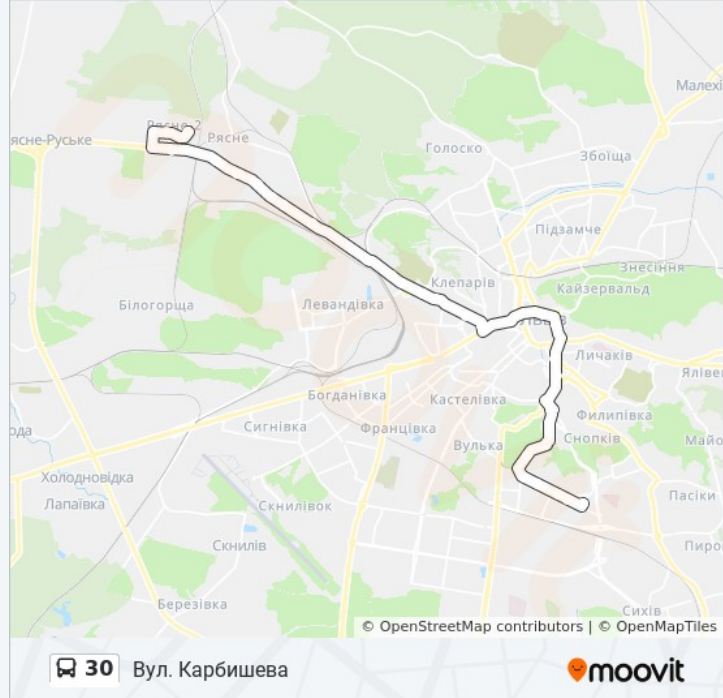 Малехі
Рясне-2
ясне-Руське
Рясне
Голоско
Збоїща
Підзамче
Знесіння
Клепарів
Кайзервальд
Білогорща
Левандівка
Личаків
Ялівец
Богданівка
Кастелівка
Филипівка
Сигнівка
Францівка
Снопків
ода
Вулька
Майо
Холодновідка
Пасіки
Лапаївка
Скнилівок
Скнилів
Пиро
Березівка
Сихів
© OpenStreetMap contributors | © OpenMapTiles
30 Вул. Карбишева
moovit